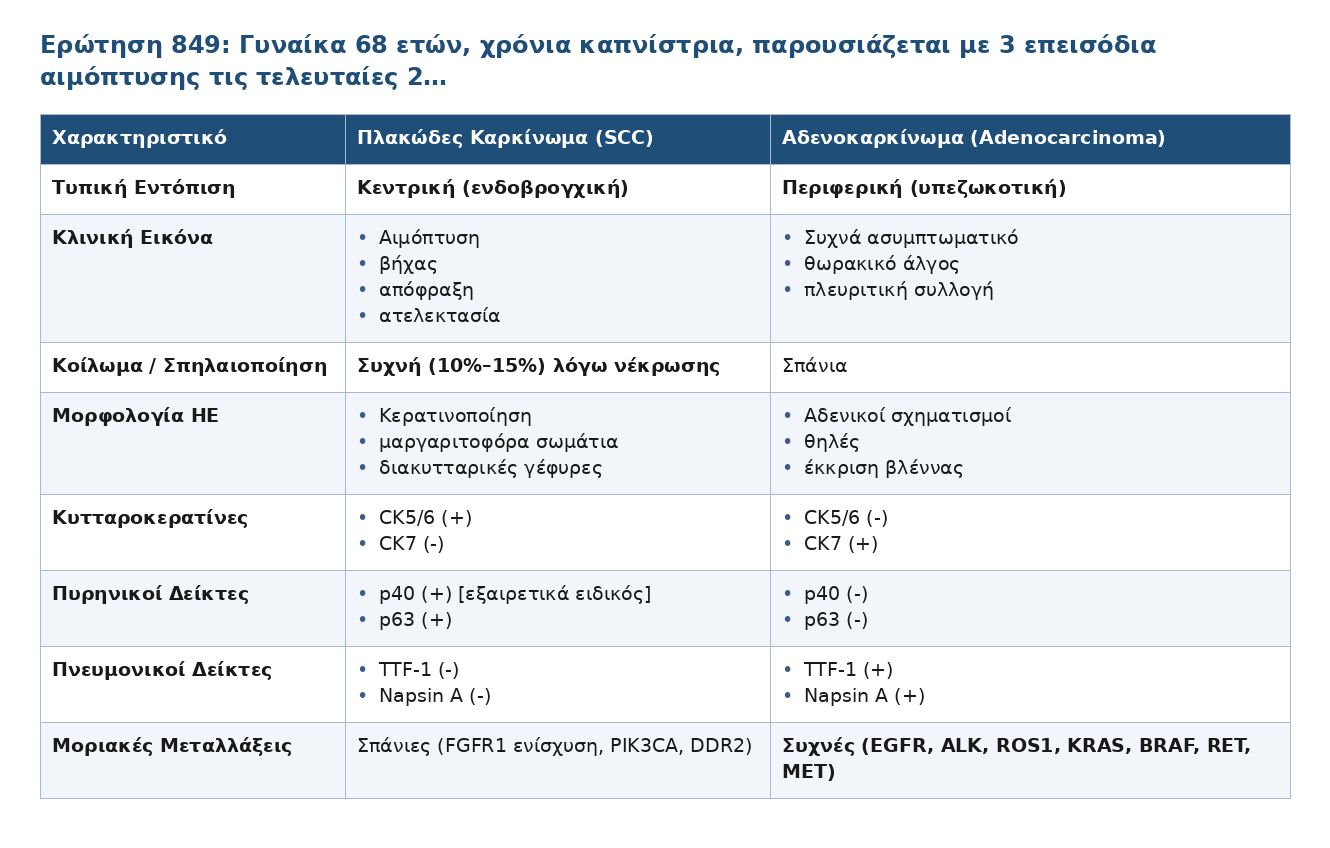 Ερώτηση 849: Γυναίκα 68 ετών, χρόνια καπνίστρια, παρουσιάζεται με 3 επεισόδια
αιμόπτυσης τις τελευταίες 2...
Χαρακτηριστικό
Πλακώδες Καρκίνωμα (SCC)
Αδενοκαρκίνωμα (Adenocarcinoma)
Τυπική Εντόπιση
Κεντρική (ενδοβρογχική)
Περιφερική (υπεζωκοτική)
Κλινική Εικόνα
• Αιμόπτυση
• βήχας
• απόφραξη
• ατελεκτασία
• Συχνά ασυμπτωματικό
• θωρακικό άλγος
• πλευριτική συλλογή
Κοίλωμα / Σπηλαιοποίηση
Συχνή (10%–15%) λόγω νέκρωσης
Σπάνια
Μορφολογία HE
• Κερατινοποίηση
• μαργαριτοφόρα σωμάτια
• διακυτταρικές γέφυρες
• Αδενικοί σχηματισμοί
• θηλές
• έκκριση βλέννας
Κυτταροκερατίνες
• CK5/6 (+)
• CK7 (-)
• CK5/6 (-)
• CK7 (+)
Πυρηνικοί Δείκτες
• p40 (+) [εξαιρετικά ειδικός]
• p63 (+)
• p40 (-)
• p63 (-)
Πνευμονικοί Δείκτες
• TTF-1 (-)
• Napsin A (-)
• TTF-1 (+)
• Napsin A (+)
Μοριακές Μεταλλάξεις
Σπάνιες (FGFR1 ενίσχυση, PIK3CA, DDR2)
Συχνές (EGFR, ALK, ROS1, KRAS, BRAF, RET,
MET)